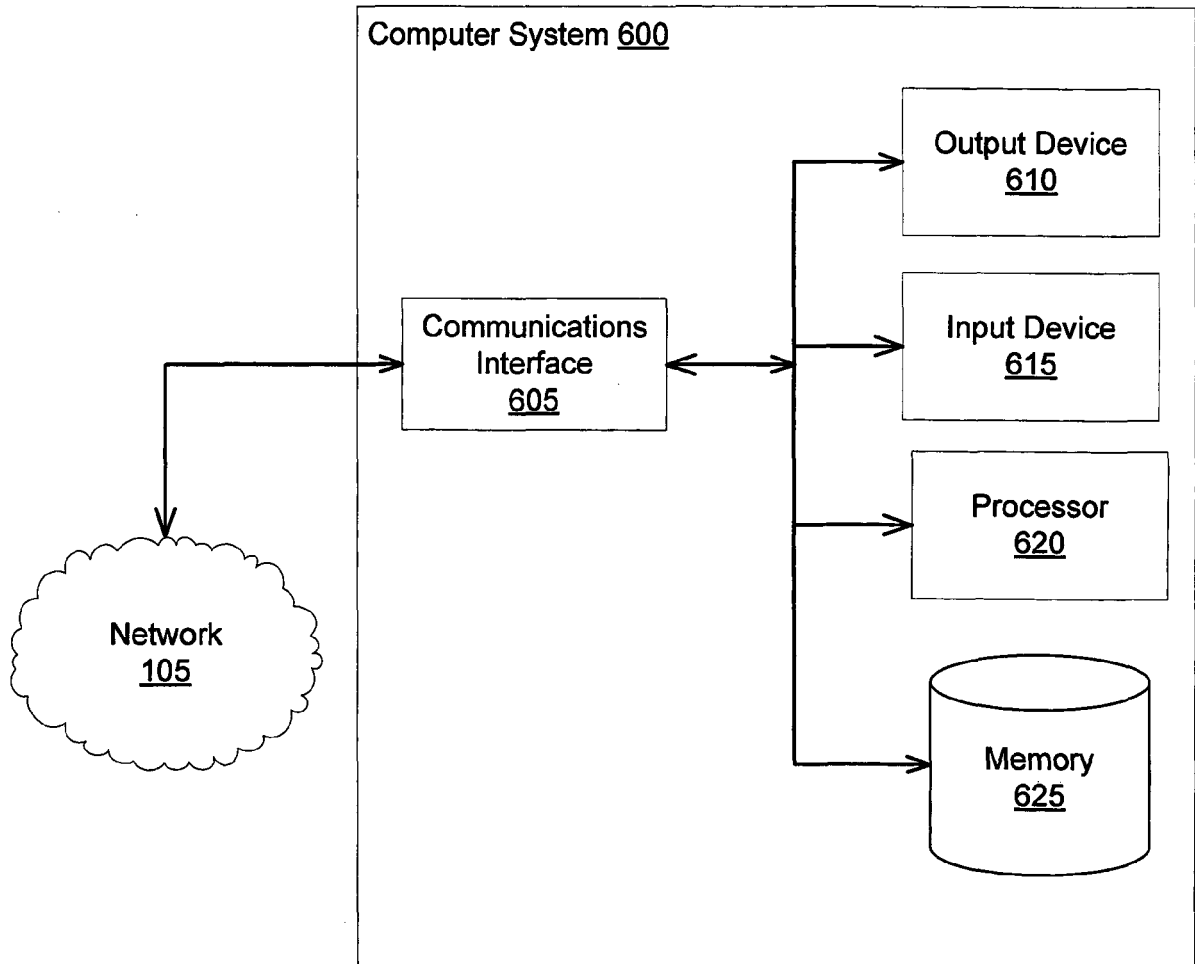 Computer System 600
Output Device
610
Input Device
615
Communications
Interface
605
Processor
620
Network
105
Memory
625